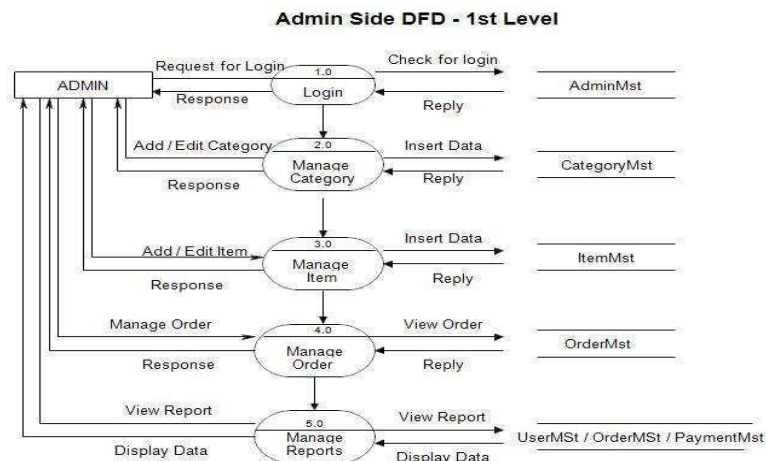 Admin Side DFD - 1st Level
ADMIN
Request for Login
Response
1.0
Login
Check for login
Reply
AdminMst
Add / Edit Category
Response
2.0
Manage
Category
Insert Data
Reply
CategoryMst
Add / Edit Item
Response
3.0
Manage
Item
Insert Data
Reply
ItemMst
Manage Order
Response
4.0
Manage
Order
View Order
Reply
OrderMst
View Report
Display Data
5.0
Manage
Reports
View Report
Display Data
UserMSt / OrderMSt / PaymentMst